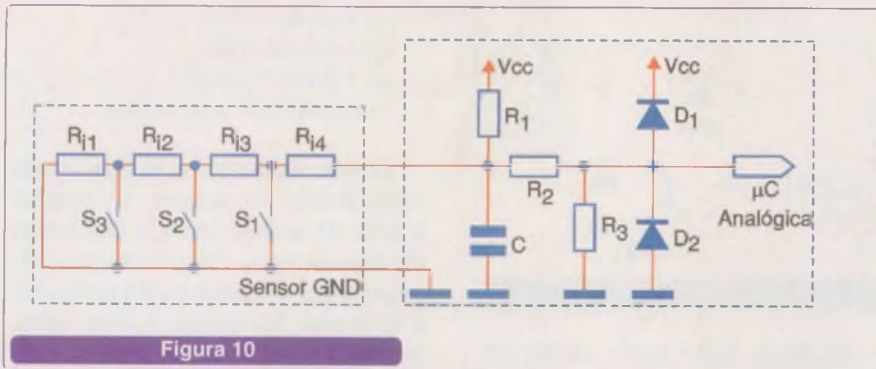 Vcc
Vcc
R₁
D₁
Ri1
Ri2
Ri3
Ri4
R₂
µC
Analógica
S₃
S₂
S₁
C
R₃
D₂
Sensor GND
Figura 10